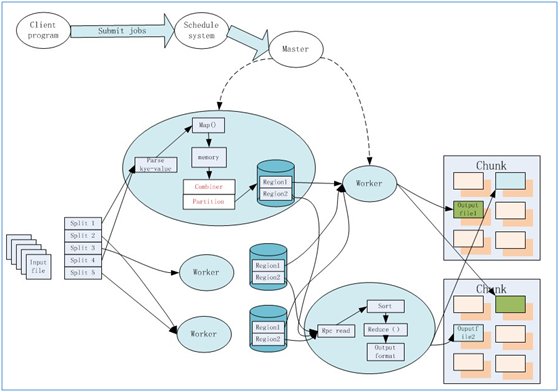 Client
program
Submit jobs
Schedule
system
Master
Map()
Parse
kye-value
memory
Combiner
Partition
Region1
Region2
Worker
Chunk
Output
file1
Split 1
Split 2
Split 3
Split 4
Split 5
Input
file
Worker
Region1
Region2
Worker
Region1
Region2
Rpc read
Sort
Reduce ()
Output
format
Chunk
Ouputf
ile2